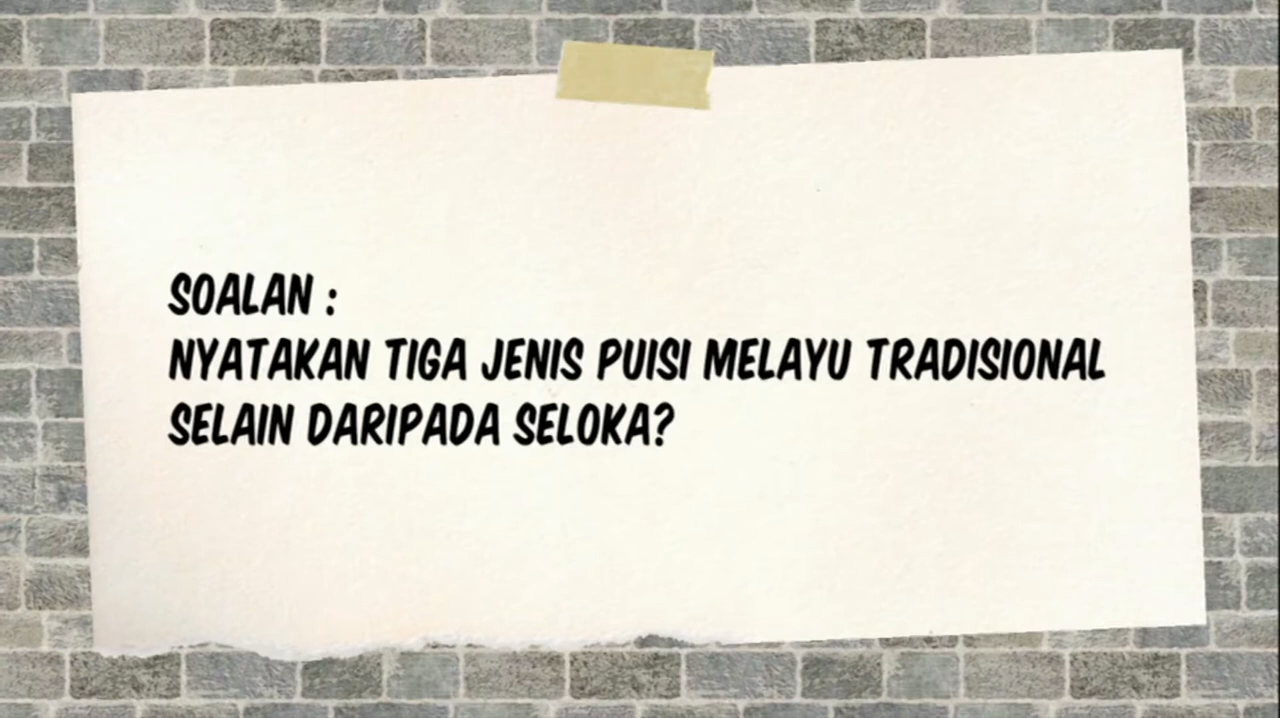 SOALAN :
NYATAKAN TIGA JENIS PUISI MELAYU TRADISIONAL
SELAIN DARIPADA SELOKA?